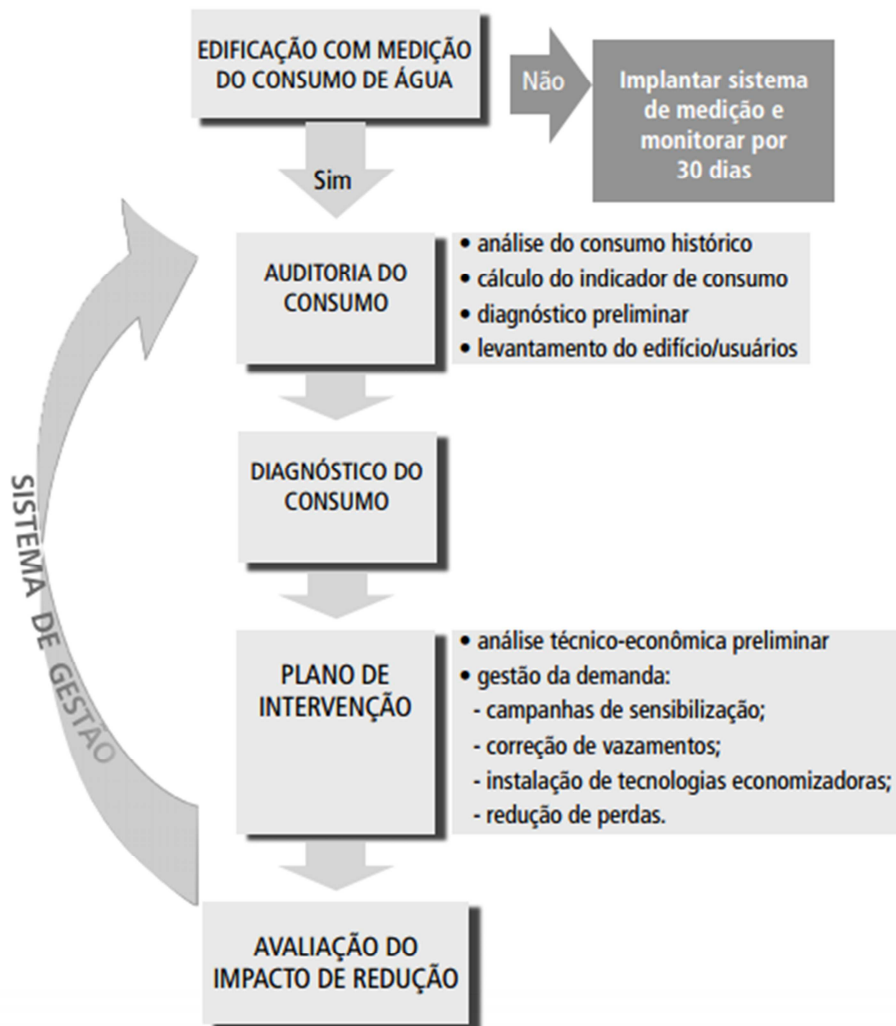 EDIFICAÇÃO COM MEDIÇÃO
DO CONSUMO DE ÁGUA
Não
Implantar sistema
de medição e
monitorar por
30 dias
Sim
AUDITORIA DO
CONSUMO
• análise do consumo histórico
• cálculo do indicador de consumo
• diagnóstico preliminar
• levantamento do edifício/usuários
DIAGNÓSTICO DO
CONSUMO
SISTEMA DE GESTÃO
PLANO DE
INTERVENÇÃO
• análise técnico-econômica preliminar
• gestão da demanda:
- campanhas de sensibilização;
- correção de vazamentos;
- instalação de tecnologias economizadoras;
- redução de perdas.
AVALIAÇÃO DO
IMPACTO DE REDUÇÃO